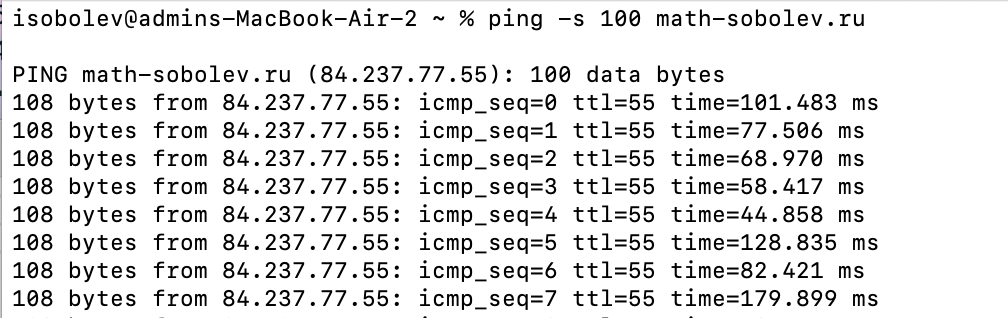 isobolev@admins-MacBook-Air-2 ~ % ping -s 100 math-sobolev.ru
PING math-sobolev.ru (84.237.77.55): 100 data bytes
108 bytes from 84.237.77.55: icmp_seq=0 ttl=55 time=101.483 ms
108 bytes from 84.237.77.55: icmp_seq=1 ttl=55 time=77.506 ms
108 bytes from 84.237.77.55: icmp_seq=2 ttl=55 time=68.970 ms
108 bytes from 84.237.77.55: icmp_seq=3 ttl=55 time=58.417 ms
108 bytes from 84.237.77.55: icmp_seq=4 ttl=55 time=44.858 ms
108 bytes from 84.237.77.55: icmp_seq=5 ttl=55 time=128.835 ms
108 bytes from 84.237.77.55: icmp_seq=6 ttl=55 time=82.421 ms
108 bytes from 84.237.77.55: icmp_seq=7 ttl=55 time=179.899 ms